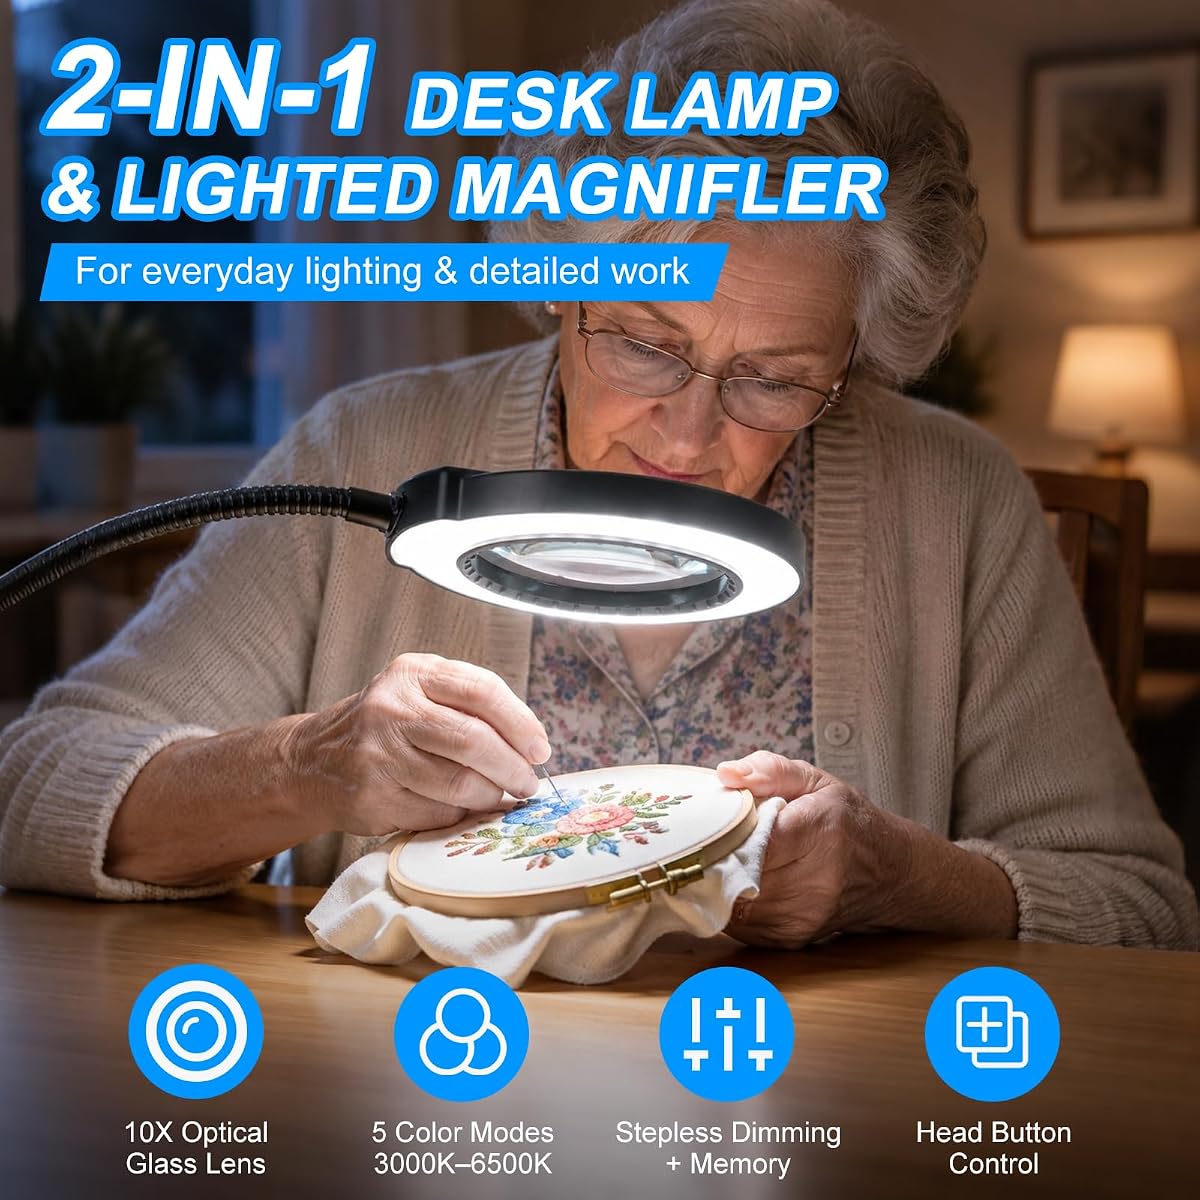 2-IN-1 DESK LAMP
& LIGHTED MAGNIFLER
For everyday lighting & detailed work
10X Optical
Glass Lens
5 Color Modes
3000K–6500K
Stepless Dimming
+ Memory
Head Button
Control